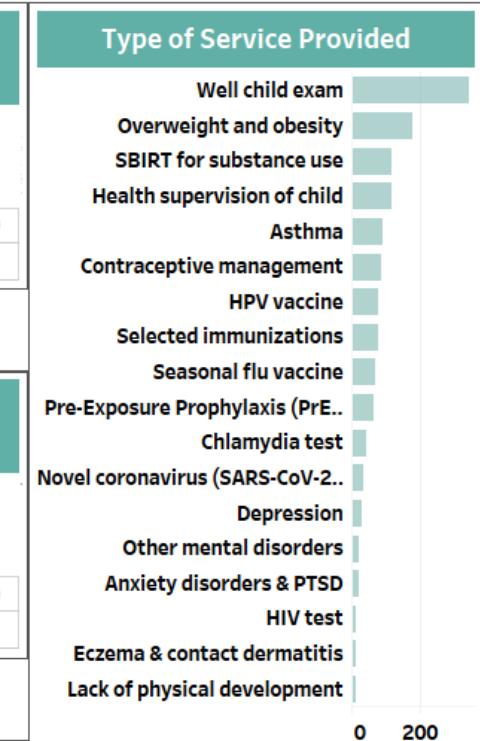 Type of Service Provided
Well child exam
Overweight and obesity
SBIRT for substance use
Health supervision of child
Asthma
Contraceptive management
HPV vaccine
Selected immunizations
Seasonal flu vaccine
Pre-Exposure Prophylaxis (PrE..
Chlamydia test
Novel coronavirus (SARS-CoV-2..
Depression
Other mental disorders
Anxiety disorders & PTSD
HIV test
Eczema & contact dermatitis
Lack of physical development
0 200